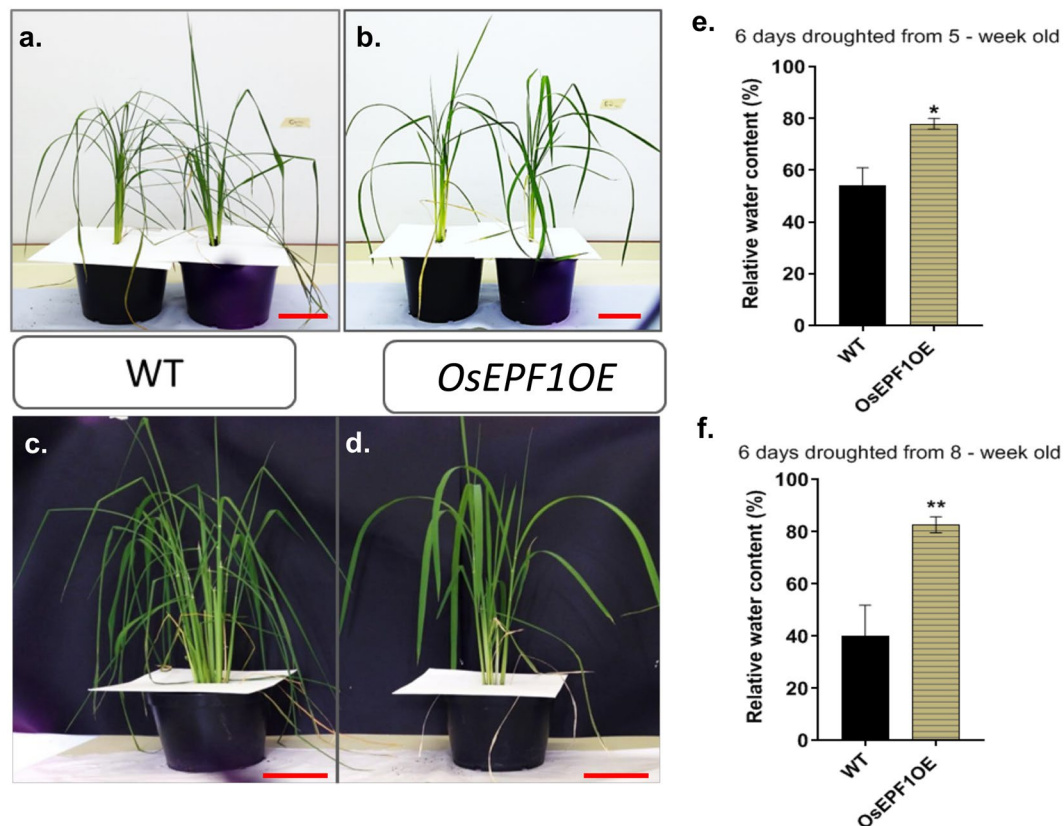 a.
b.
WT
OsEPF1OE
c.
d.
e.
6 days droughted from 5 - week old
Relative water content (%)
100
80
60
40
20
0
*
WT
OsEPF1OE
f.
6 days droughted from 8 - week old
Relative water content (%)
100
80
60
40
20
0
**
WT
OsEPF1OE